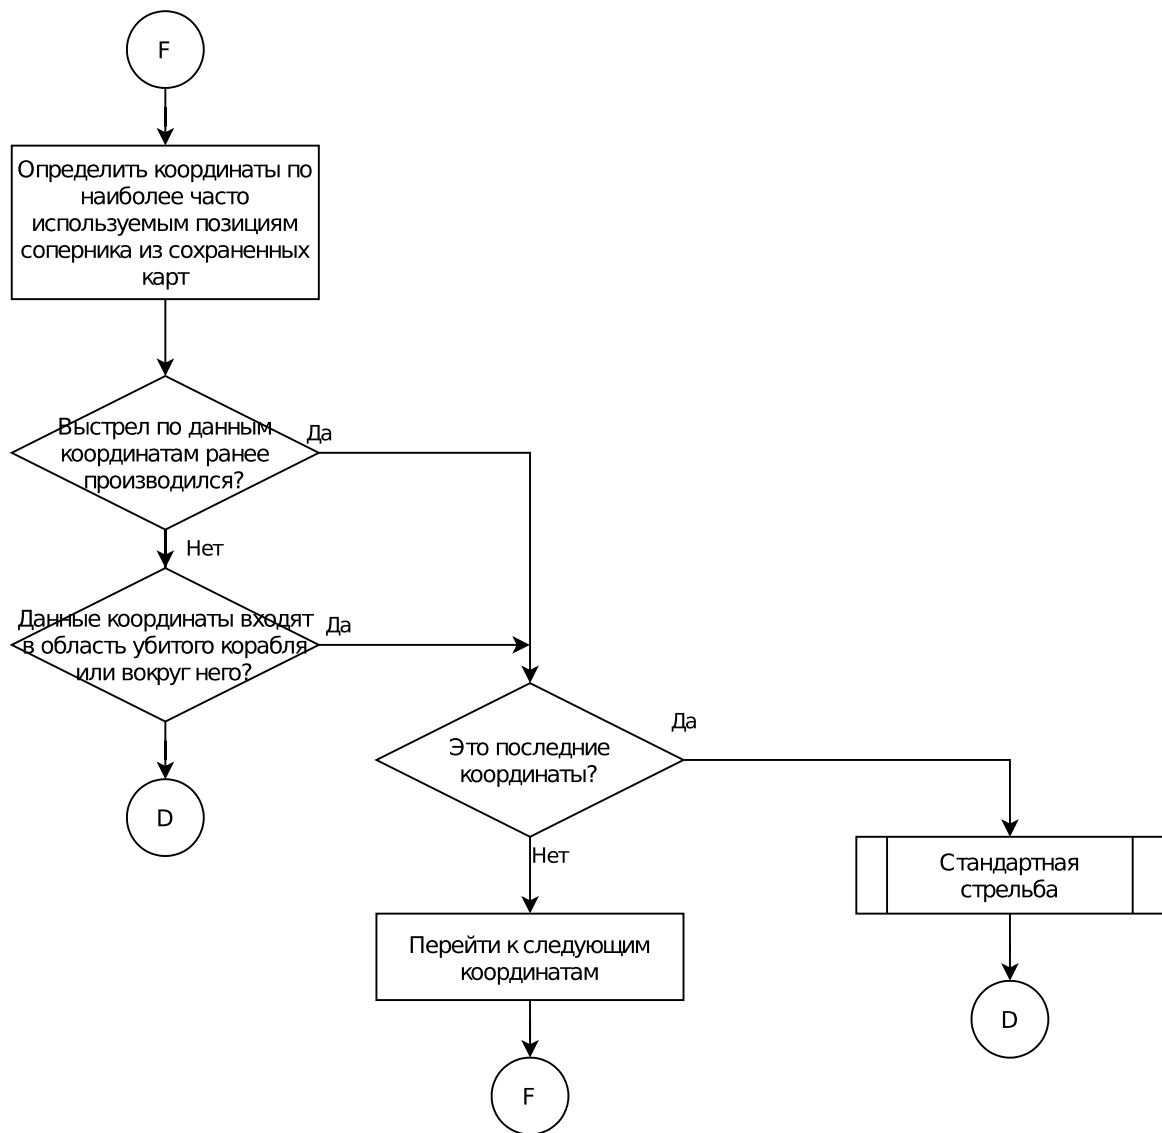 F
Определить координаты по
наиболее часто
используемым позициям
соперника из сохраненных
карт
Выстрел по данным
координатам ранее
производился?
Да
Нет
Данные координаты входят
в область убитого корабля
или вокруг него?
Да
D
Это последние
координаты?
Да
Нет
Стандартная
стрельба
Перейти к следующим
координатам
D
F